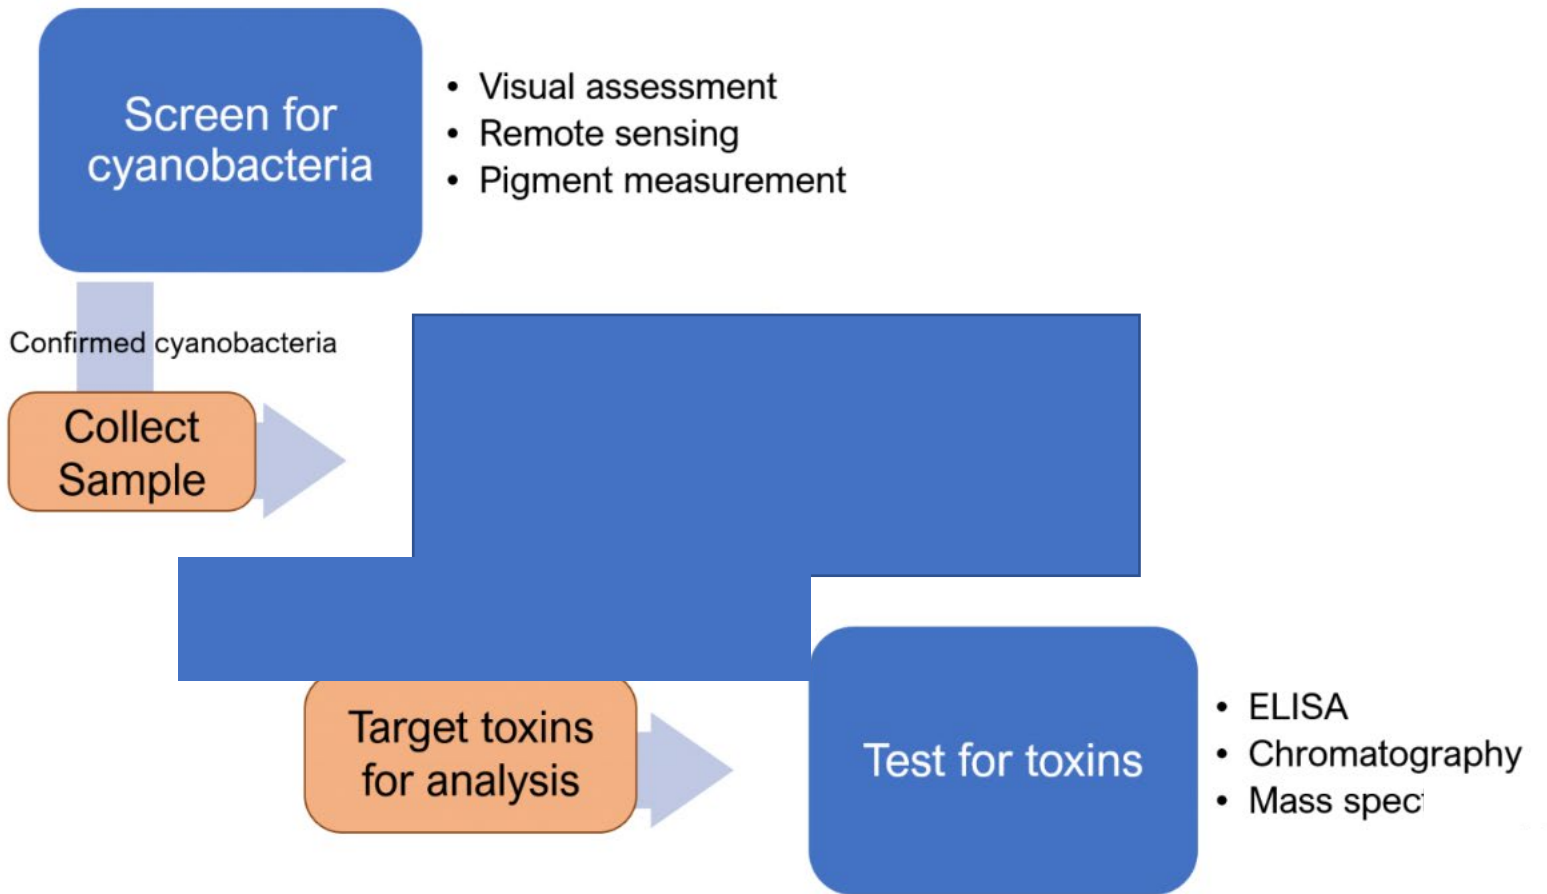 Screen for
cyanobacteria
• Visual assessment
• Remote sensing
• Pigment measurement
Confirmed cyanobacteria
Collect
Sample
Target toxins
for analysis
Test for toxins
• ELISA
• Chromatography
• Mass spect